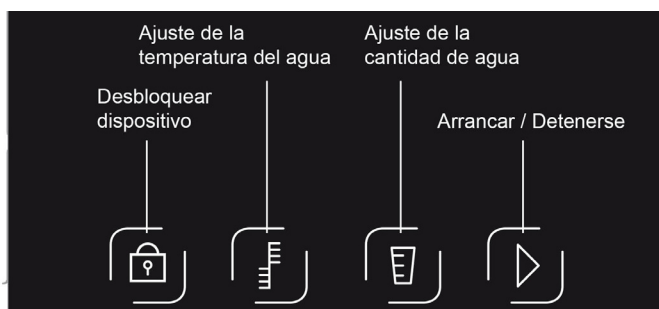 Ajuste de la
temperatura del agua
Ajuste de la
cantidad de agua
Desbloquear
dispositivo
Arrancar / Detenerse